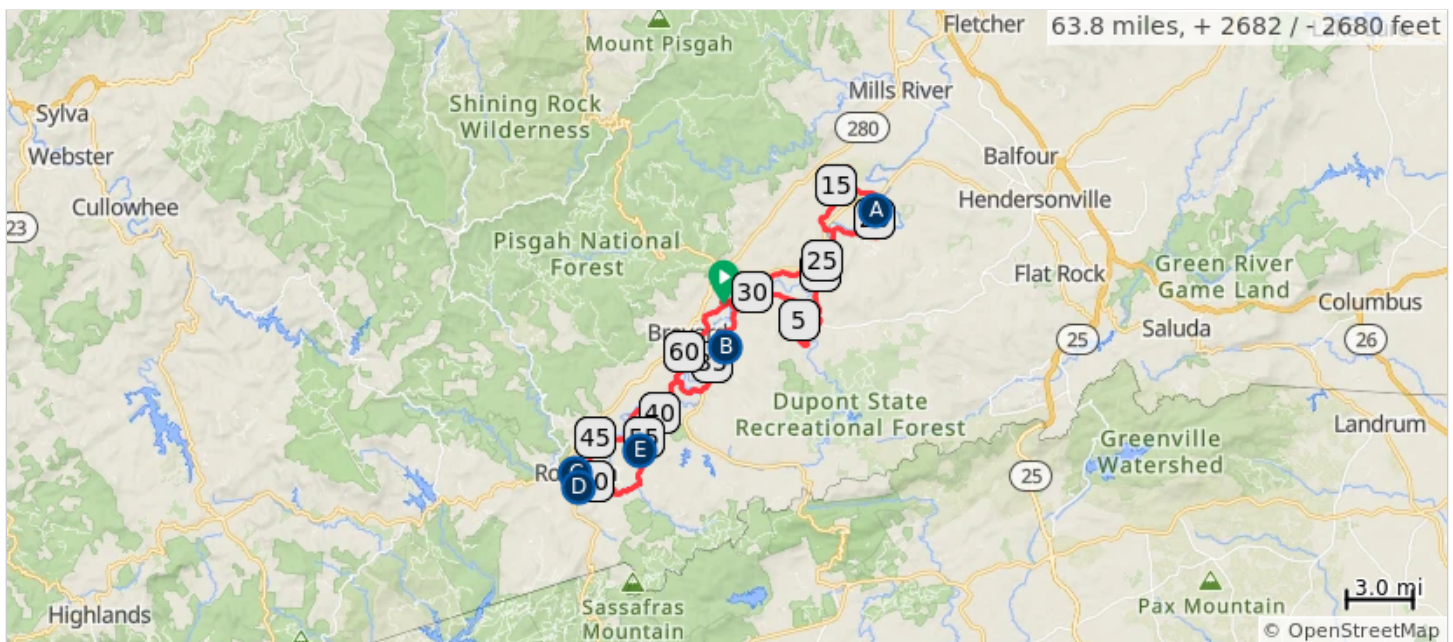 Fletcher
63.8 miles, + 2682 / - 2680 feet
Mount Pisgah
Mills River
Shining Rock
Wilderness
Sylva
280
Webster
Balfour
15
Hendersonville
Cullowhee
A
23
Pisgah National
Forest
25
Flat Rock
Green River
Game Land
30
Columbus
5
Saluda
B
60
25
26
40
Dupont State
Recreational Forest
Landrum
45
55
Greenville
Watershed
E
25
C
D
Highlands
Sassafras
Mountain
Pax Mountain
3.0 mi
© OpenStreetMap